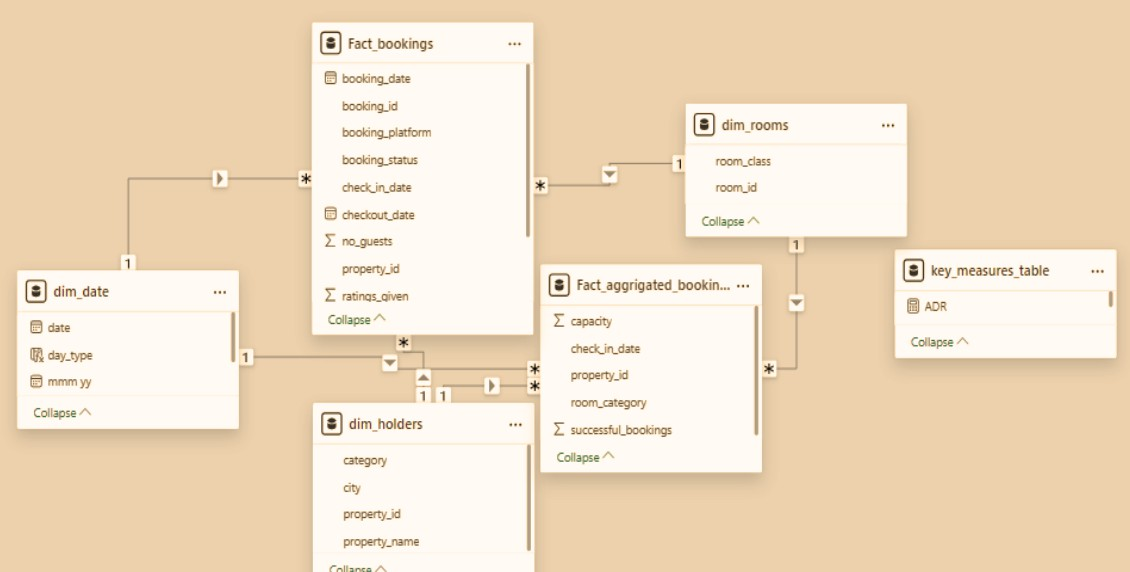 Fact_bookings ...
booking_date
booking_id
booking_platform
booking_status
check_in_date
checkout_date
Σ no_guests
property_id
Σ ratings_given
Collapse
dim_rooms ...
room_class
room_id
Collapse
dim_date ...
date
day_type
mmm yy
Collapse
Fact_aggrigated_bookin... ...
Σ capacity
check_in_date
property_id
room_category
Σ successful_bookings
Collapse
key_measures_table ...
ADR
Collapse
dim_holders ...
category
city
property_id
property_name
Collapse
1
*
*
1
1
1
*
*
1
1
*
*